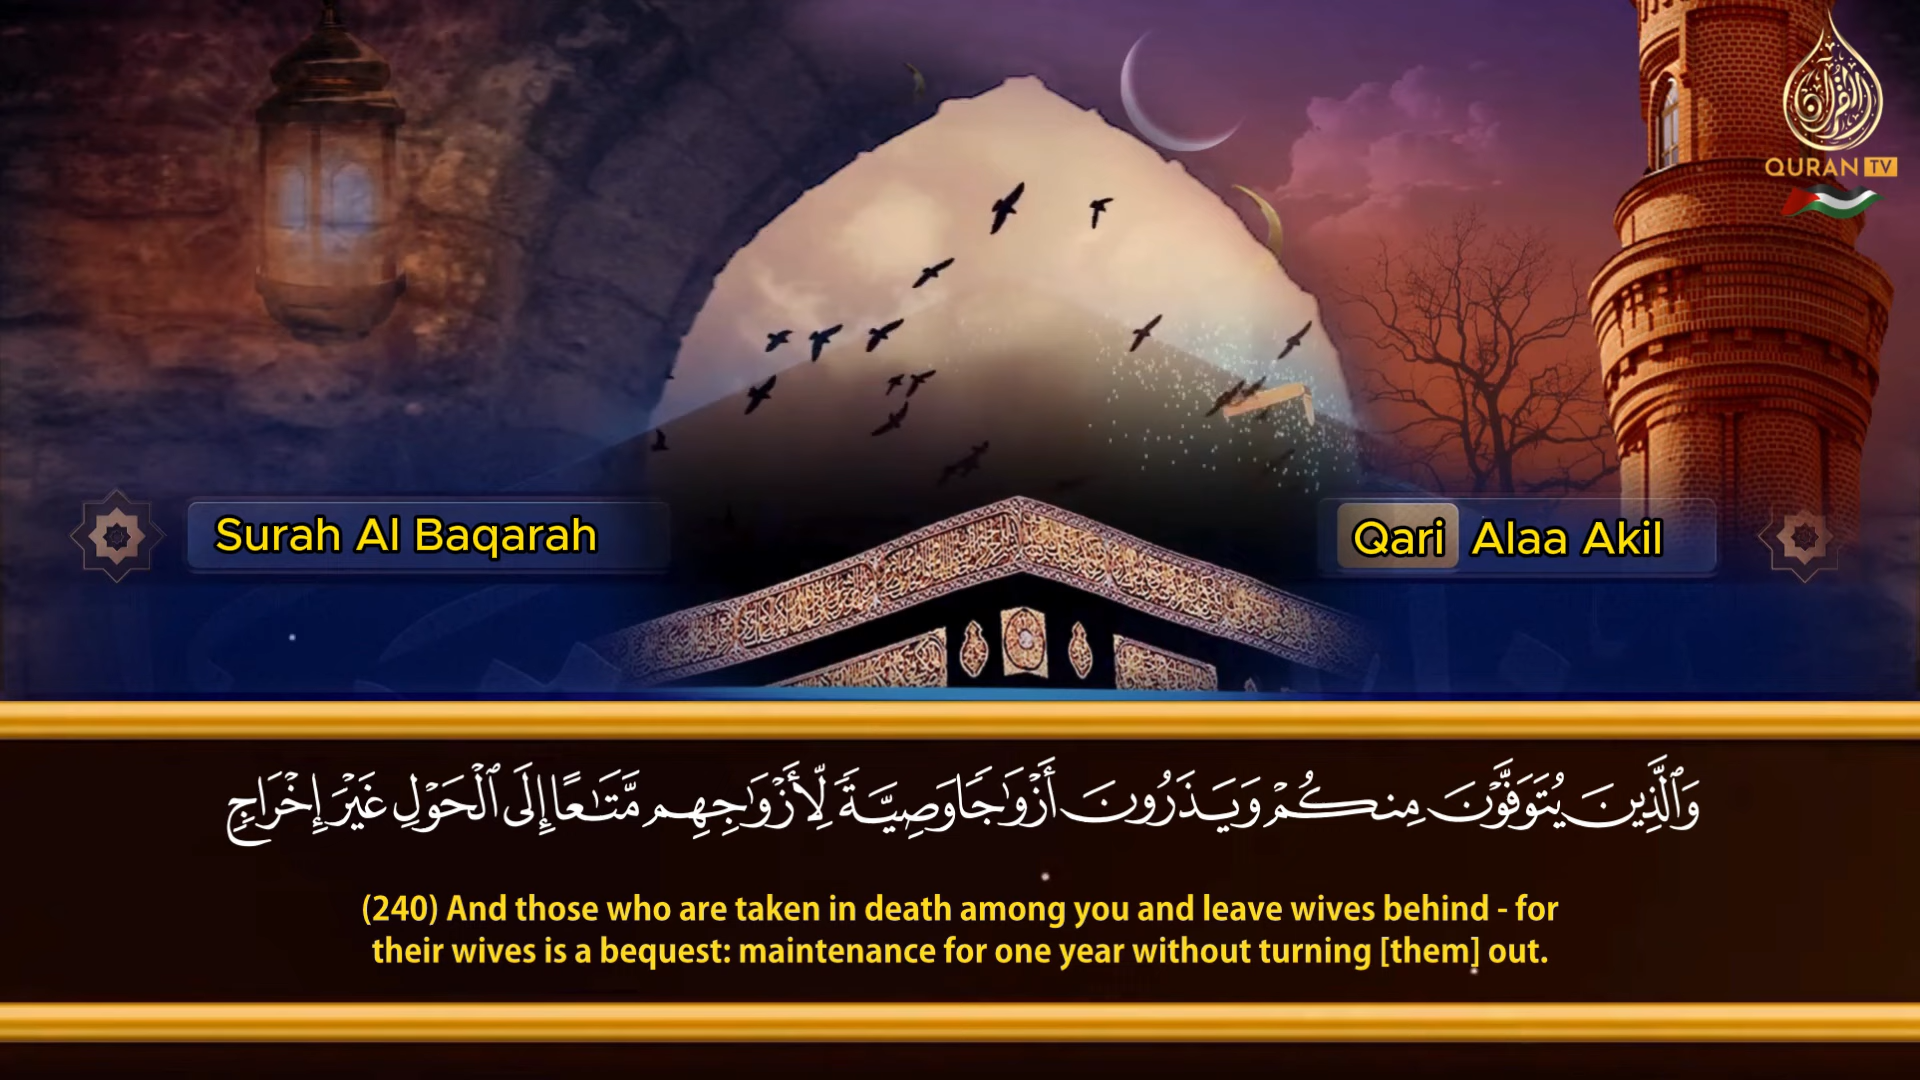 القرآن
QURAN TV
Surah Al Baqarah
Qari Alaa Akil
وَٱلَّذِينَ يُتَوَفَّوْنَ مِنكُمْ وَيَذَرُونَ أَزْوَٰجًا وَصِيَّةً لِّأَزْوَٰجِهِم مَّتَـٰعًا إِلَى ٱلْحَوْلِ غَيْرَ إِخْرَاجٍ
(240) And those who are taken in death among you and leave wives behind - for
their wives is a bequest: maintenance for one year without turning [them] out.